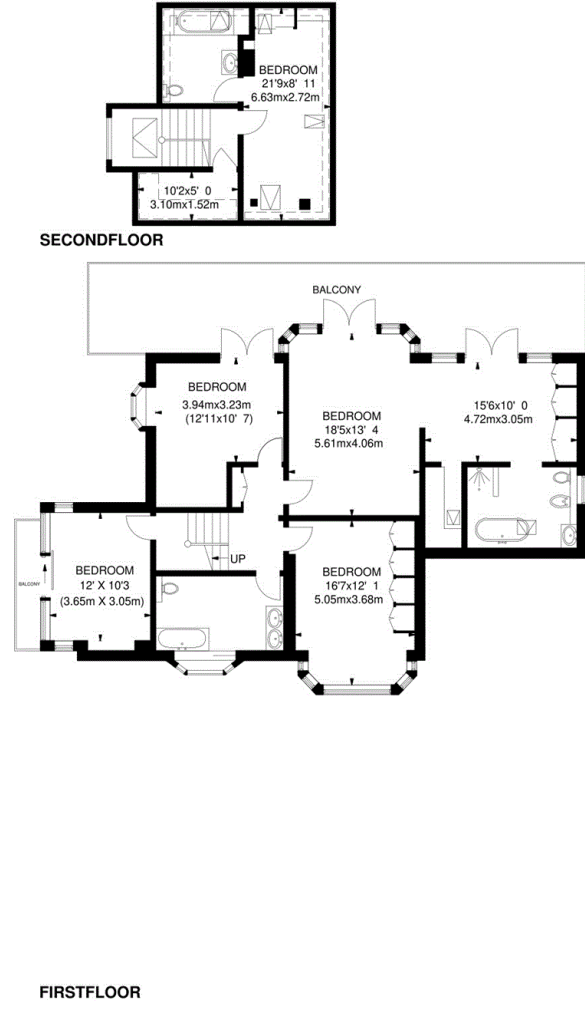 BEDROOM
21'9x8' 11
6.63mx2.72m
10'2x5' 0
3.10mx1.52m
SECONDFLOOR
BALCONY
BEDROOM
3.94mx3.23m
(12'11x10' 7)
BEDROOM
18'5x13' 4
5.61mx4.06m
15'6x10' 0
4.72mx3.05m
UP
BALCONY
BEDROOM
12' X 10'3
(3.65m X 3.05m)
BEDROOM
16'7x12' 1
5.05mx3.68m
FIRSTFLOOR